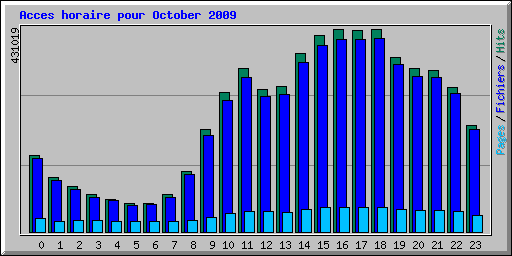 Acces horaire pour October 2009
431019
Pages / Fichiers / Hits
0 1 2 3 4 5 6 7 8 9 10 11 12 13 14 15 16 17 18 19 20 21 22 23